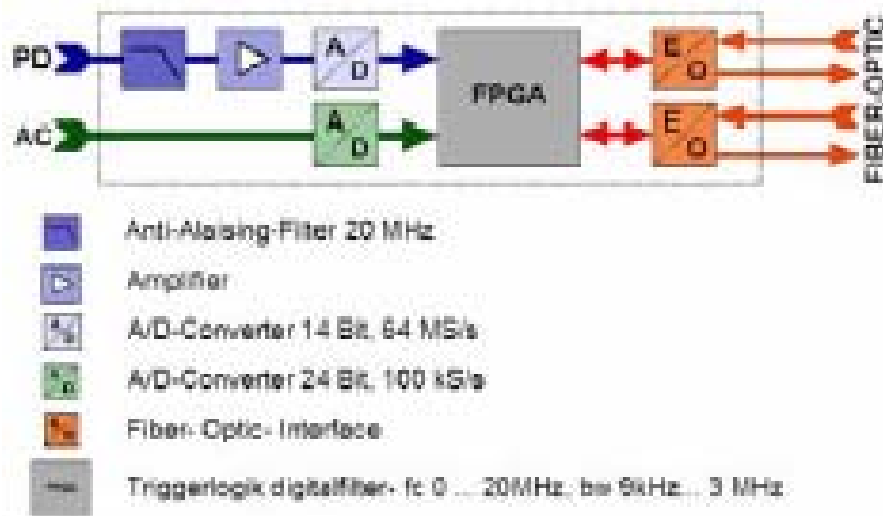 PD
A
D
AC
A
D
FPGA
E
O
E
O
FIBER-OPTIC
Anti-Alaising-Filter 20 MHz
Amplifier
A/D-Converter 14 Bit, 64 MS/s
A/D-Converter 24 Bit, 100 kS/s
Fiber- Optic- Interface
Triggerlogik digitalfilter- fc 0 ... 20MHz, bw 9kHz... 3 MHz